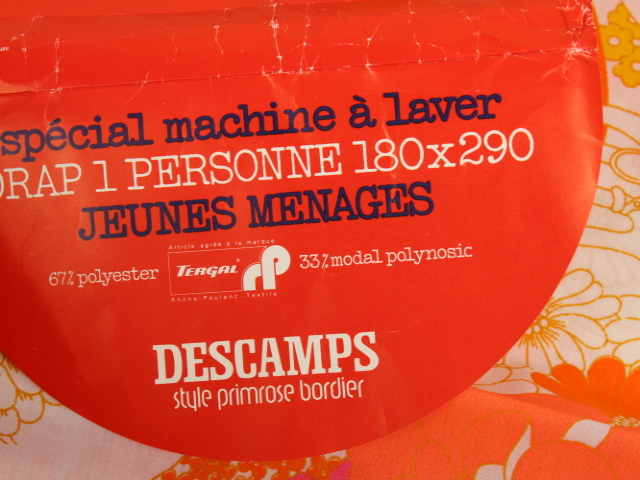 spécial machine à laver
DRAP 1 PERSONNE 180x290
JEUNES MENAGES
Article agréé à la marque
67% polyester TERGAL 33% modal polynosic
Rhône-Poulenc-Textile
DESCAMPS
style primrose bordier